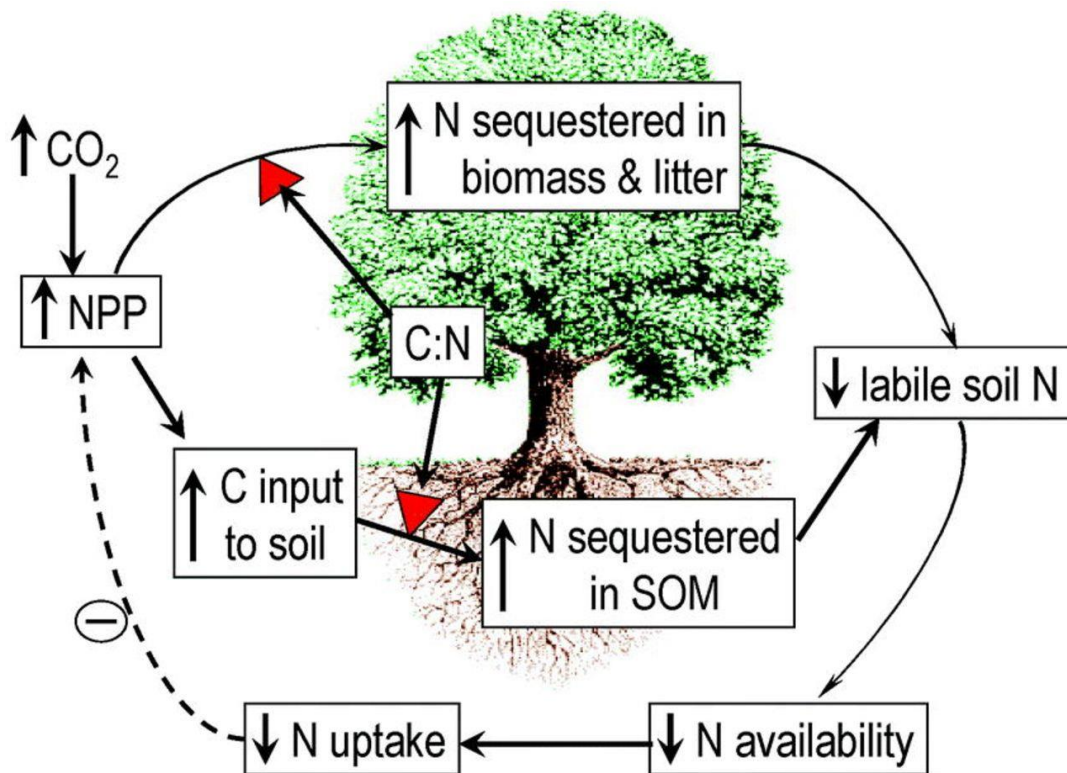 ↑ CO₂
↑ NPP
↑ N sequestered in
biomass & litter
C:N
↓ labile soil N
↑ C input
to soil
↑ N sequestered
in SOM
↓ N uptake
↓ N availability